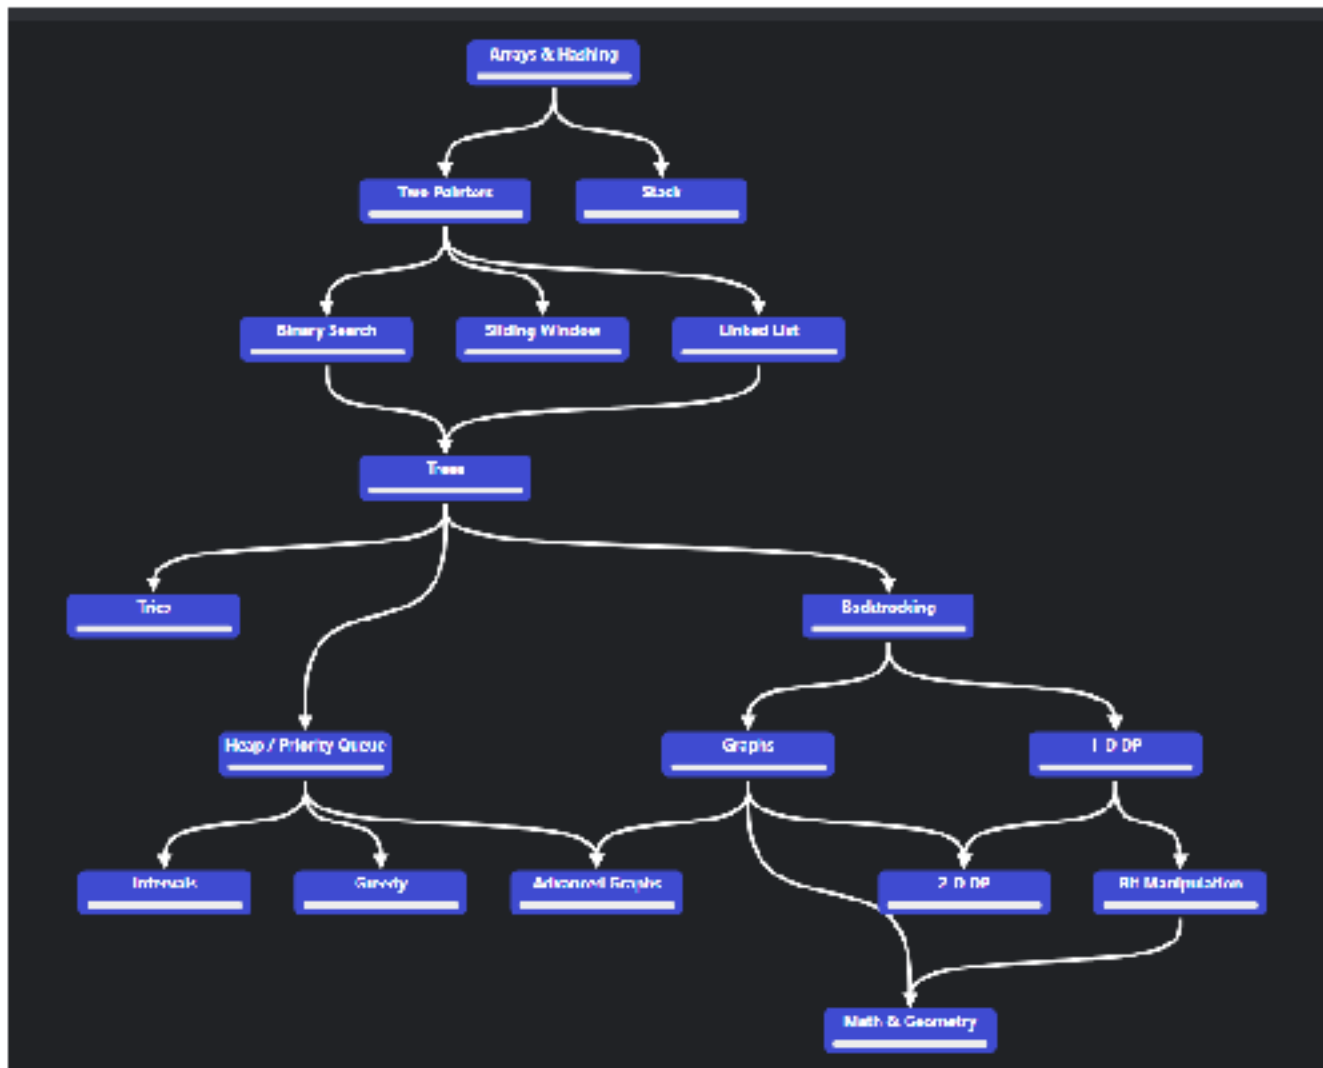 Arrays & Hashing
Two Pointers
Stack
Binary Search
Sliding Window
Linked List
Trees
Tries
Backtracking
Heap / Priority Queue
Graphs
1-D DP
Intervals
Greedy
Advanced Graphs
2-D DP
Bit Manipulation
Math & Geometry